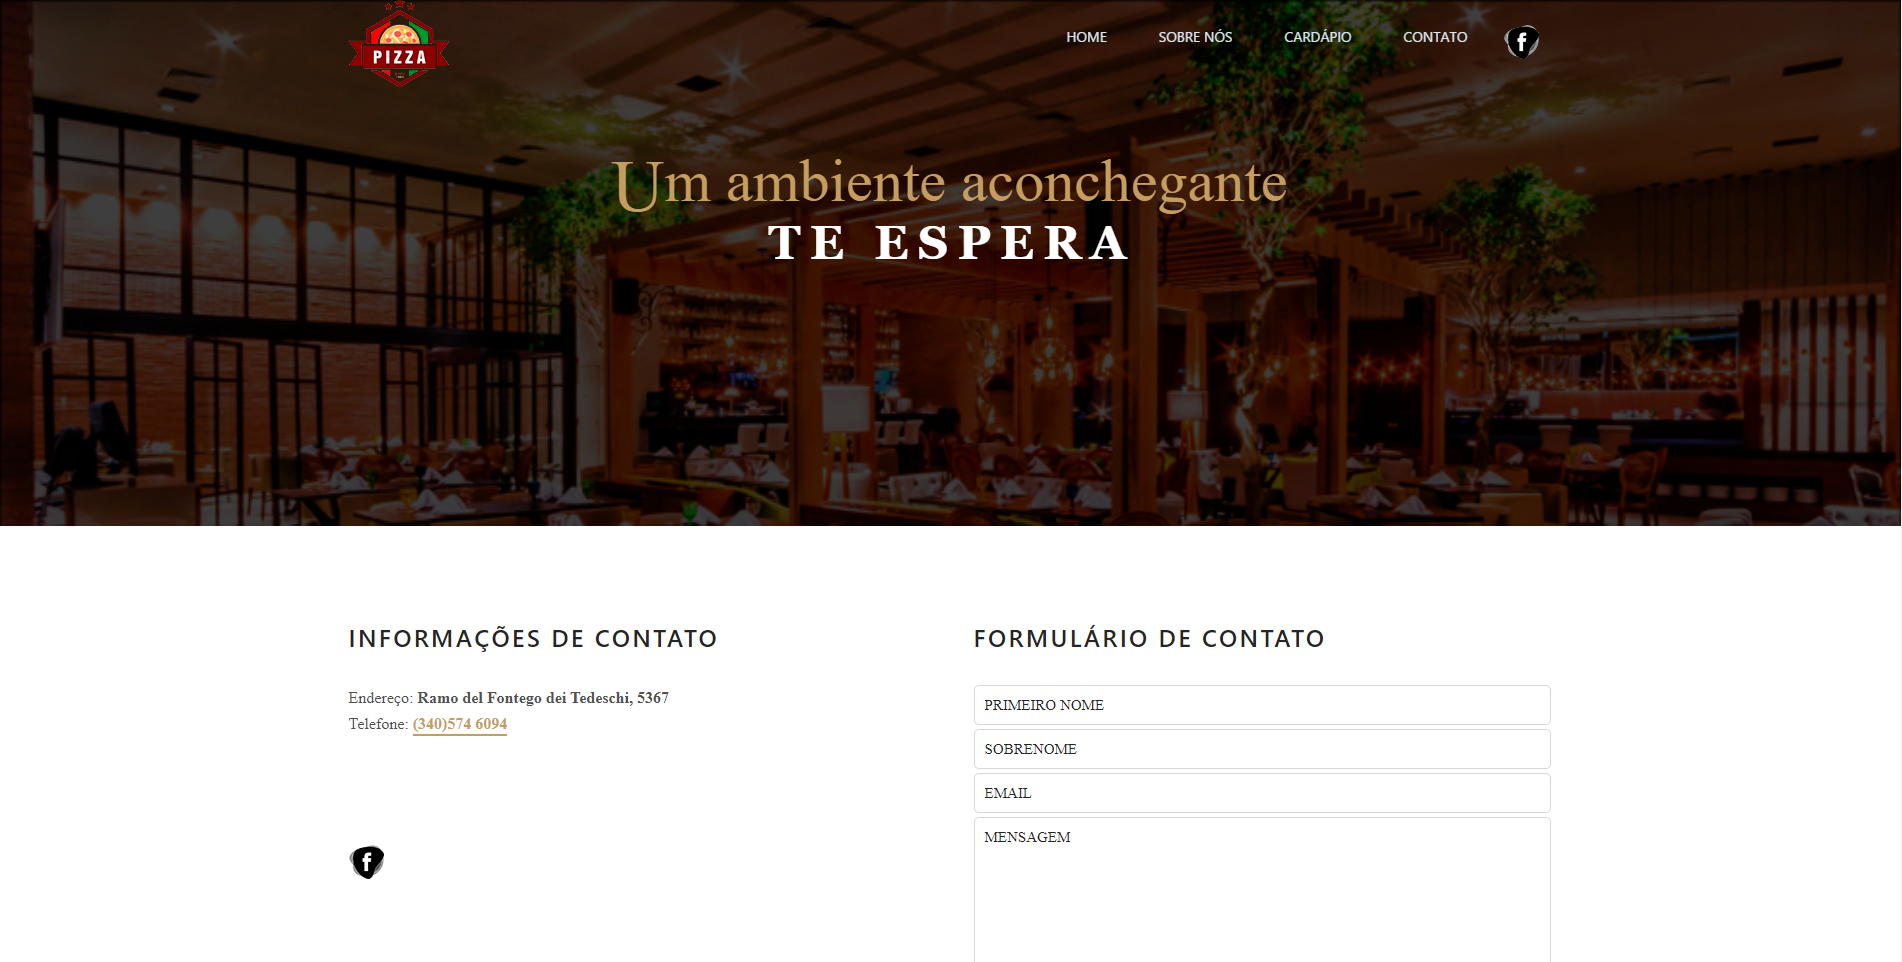 PIZZA
HOME
SOBRE NÓS
CARDÁPIO
CONTATO
Um ambiente aconchegante
TE ESPERA
INFORMAÇÕES DE CONTATO
Endereço: Ramo del Fontego dei Tedeschi, 5367
Telefone: (340)574 6094
FORMULÁRIO DE CONTATO
PRIMEIRO NOME
SOBRENOME
EMAIL
MENSAGEM